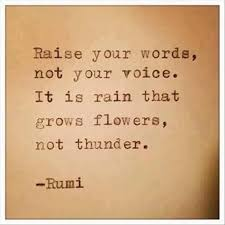 Raise your words,
not your voice.
It is rain that
grows flowers,
not thunder.
-Rumi